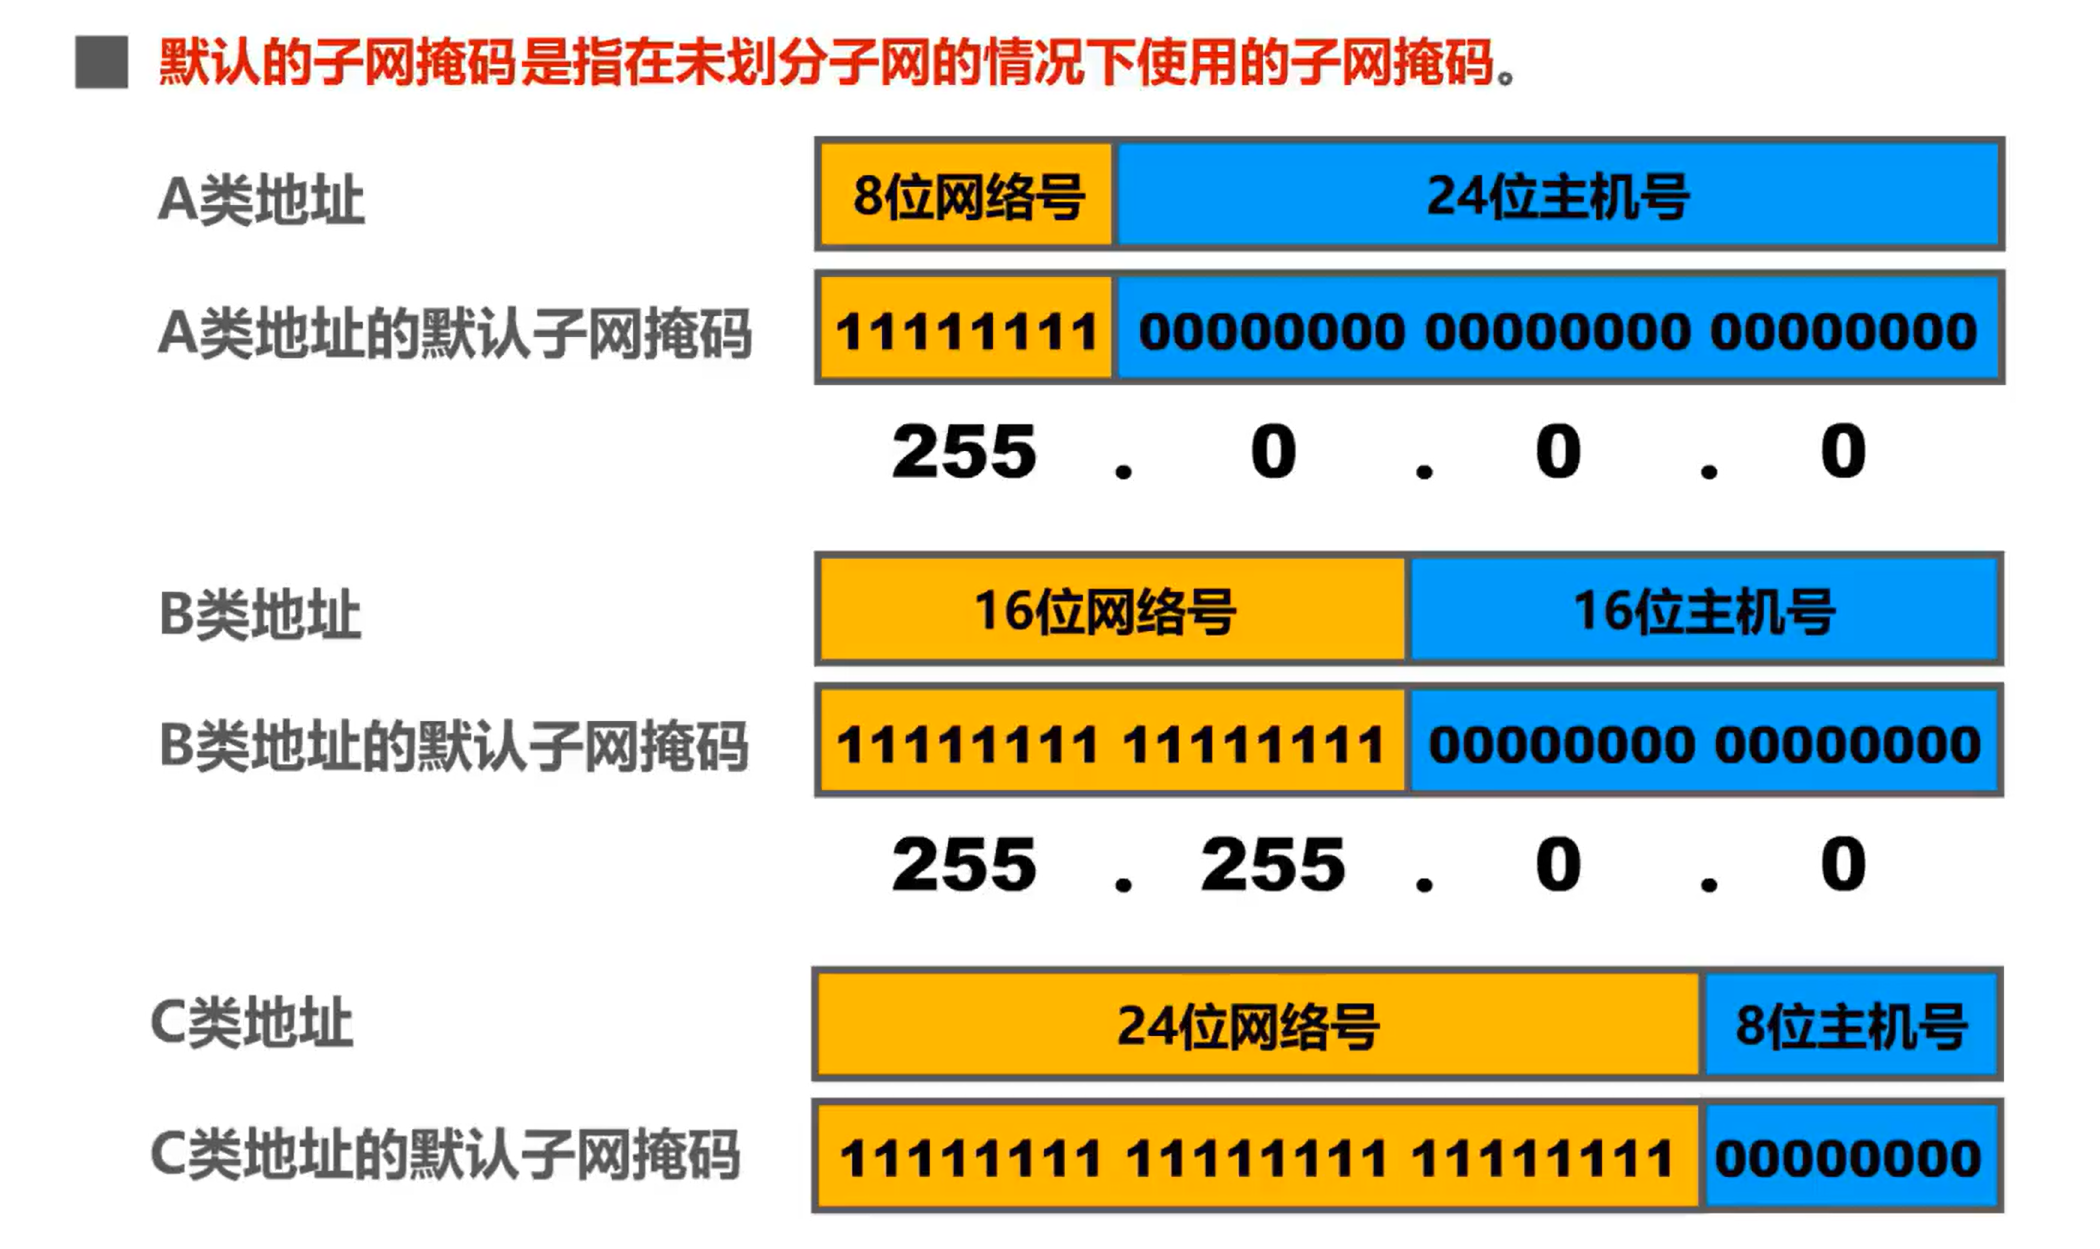 默认的子网掩码是指在未划分子网的情况下使用的子网掩码。
A类地址 8位网络号 24位主机号
A类地址的默认子网掩码 11111111 00000000 00000000 00000000
255 . 0 . 0 . 0
B类地址 16位网络号 16位主机号
B类地址的默认子网掩码 11111111 11111111 00000000 00000000
255 . 255 . 0 . 0
C类地址 24位网络号 8位主机号
C类地址的默认子网掩码 11111111 11111111 11111111 00000000